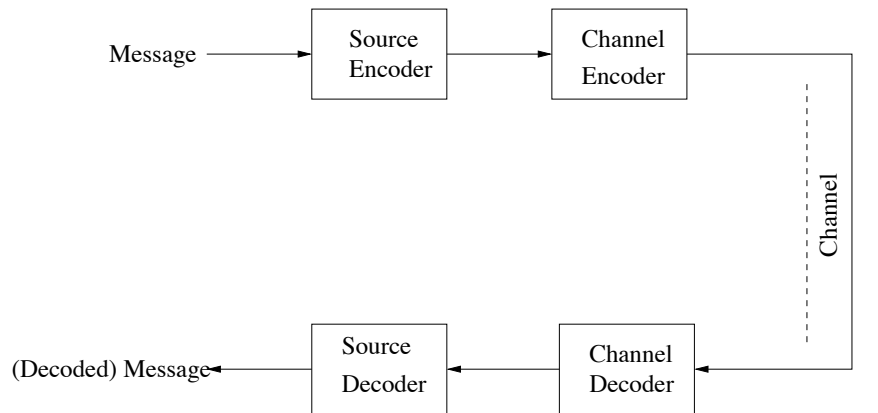 Message
Source
Encoder
Channel
Encoder
Channel
(Decoded) Message
Source
Decoder
Channel
Decoder